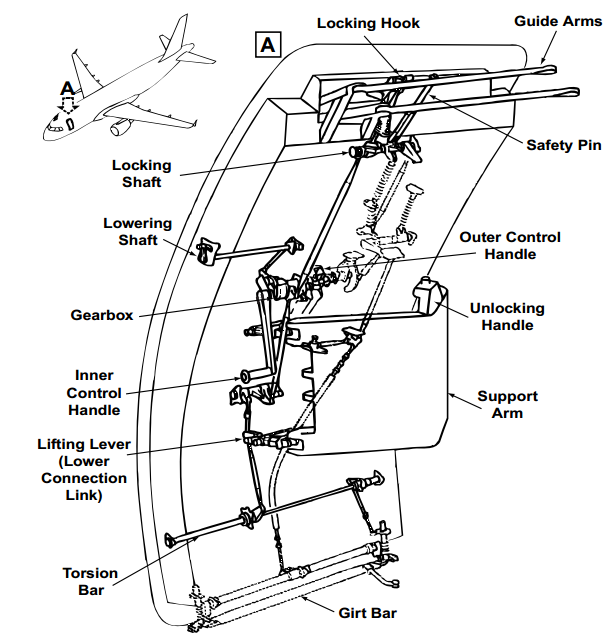 A
A
Locking Hook
Guide Arms
Safety Pin
Locking
Shaft
Lowering
Shaft
Outer Control
Handle
Gearbox
Unlocking
Handle
Inner
Control
Handle
Support
Arm
Lifting Lever
(Lower
Connection
Link)
Torsion
Bar
Girt Bar